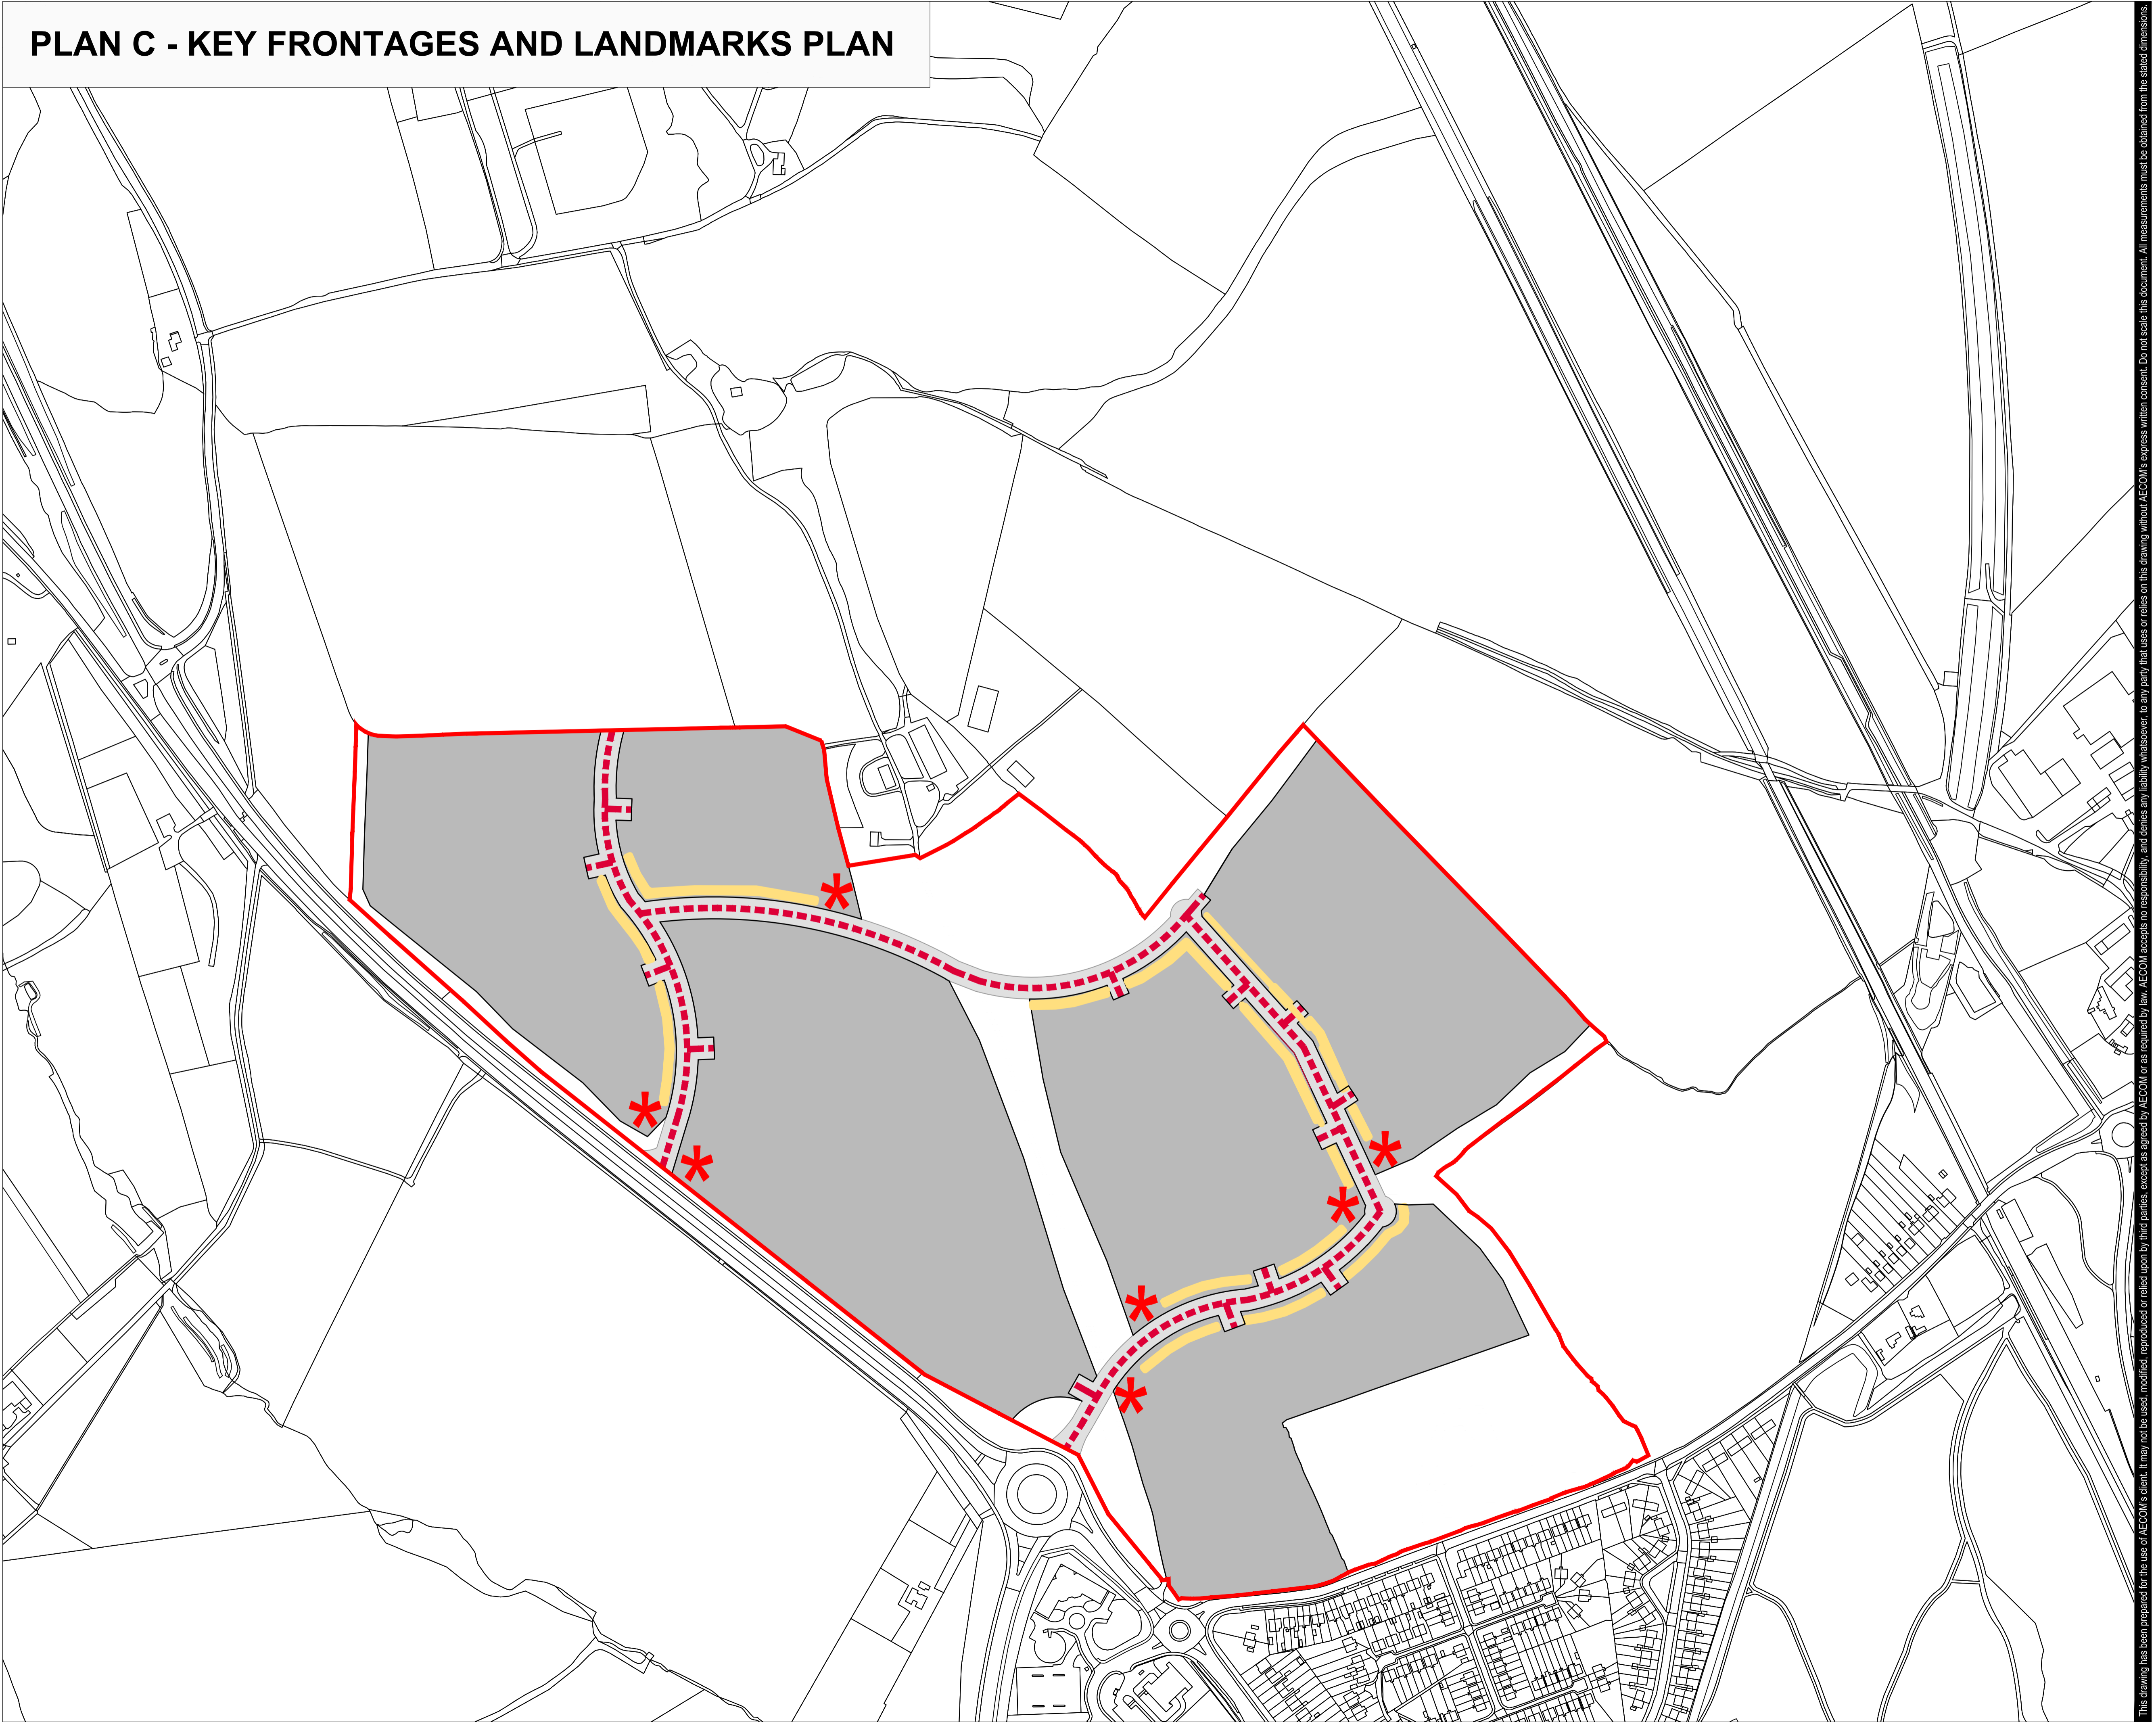 PLAN C - KEY FRONTAGES AND LANDMARKS PLAN
This drawing has been prepared for the use of AECOM's client. It may not be used, modified, reproduced or relied upon by third parties, except as agreed by AECOM or as required by law. AECOM accepts no responsibility, and denies any liability whatsoever, to any party that uses or relies on this drawing without AECOM's express written consent. Do not scale this document. All measurements must be obtained from the stated dimensions.